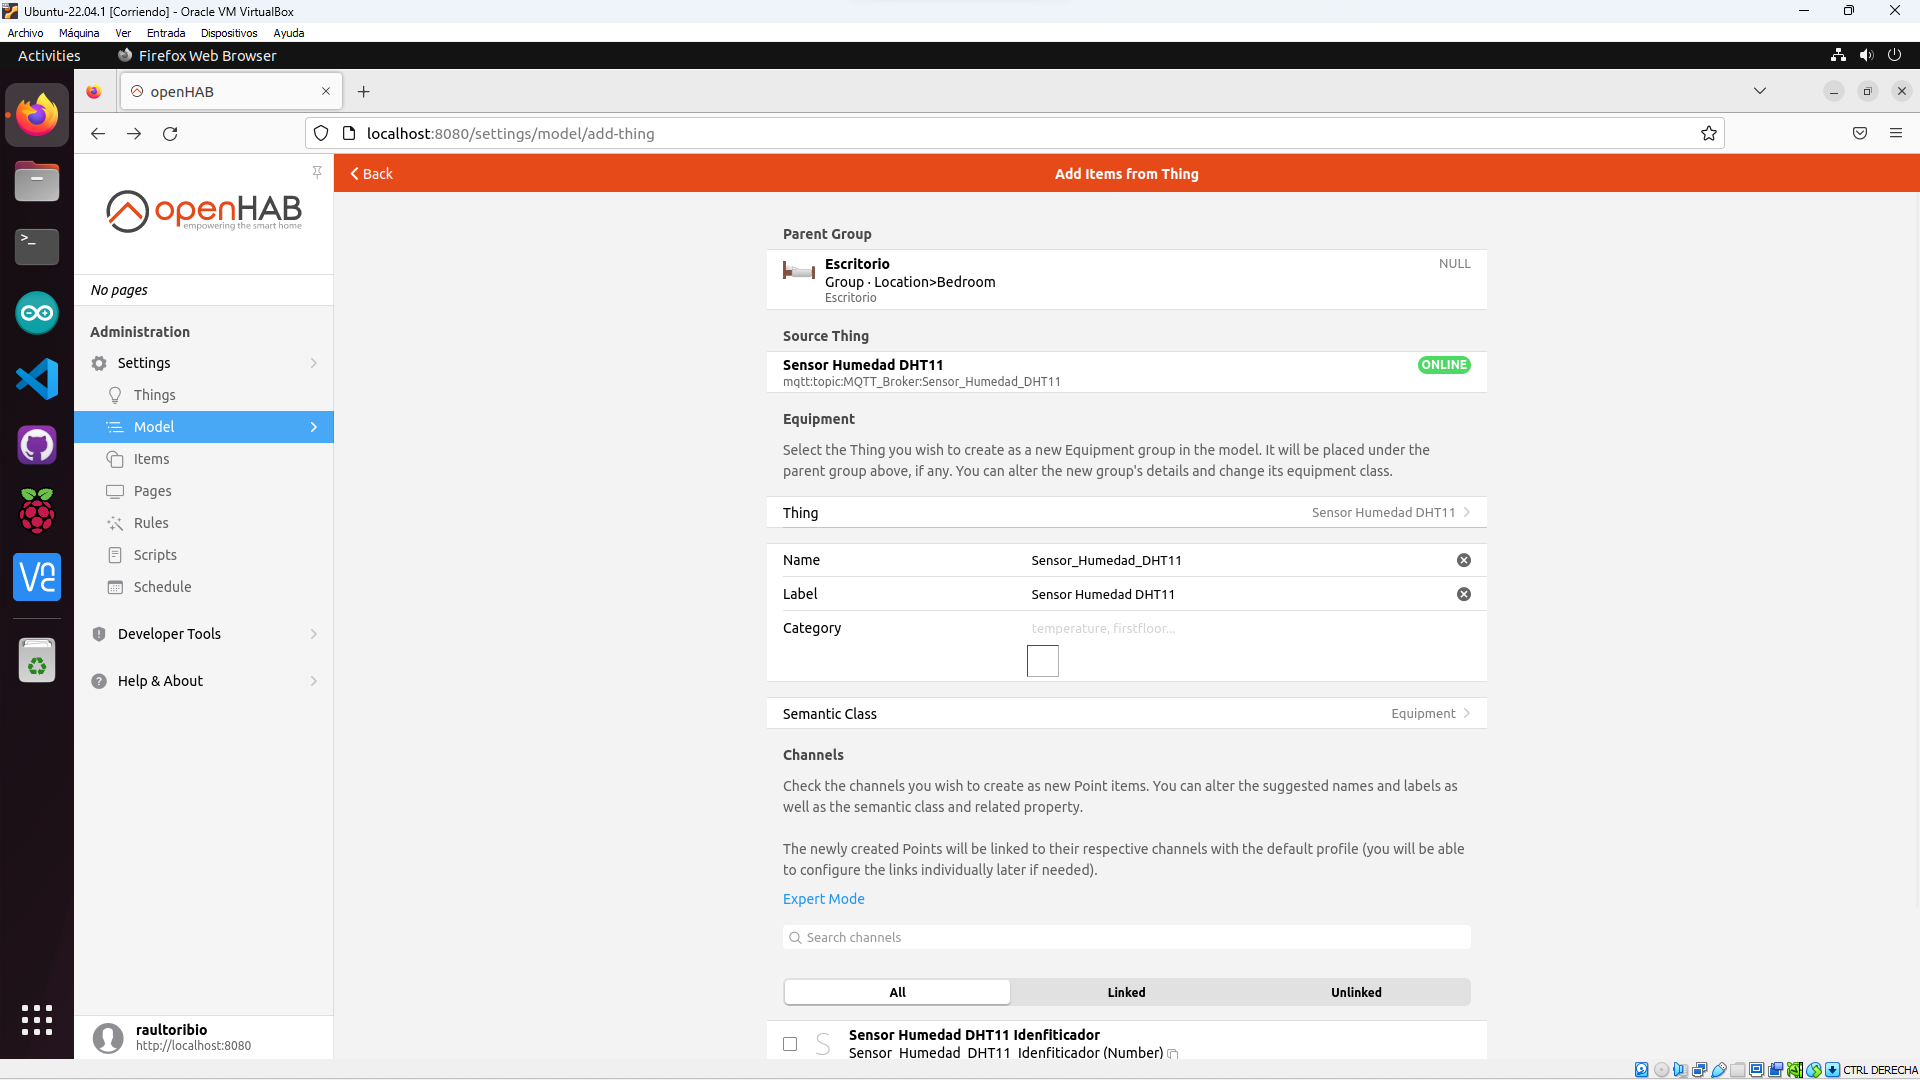 Ubuntu-22.04.1 [Corriendo] - Oracle VM VirtualBox
Archivo Máquina Ver Entrada Dispositivos Ayuda
Activities Firefox Web Browser
openHAB
localhost:8080/settings/model/add-thing
openHAB
empowering the smart home
No pages
Administration
Settings
Things
Model
Items
Pages
Rules
Scripts
Schedule
Developer Tools
Help & About
raultoribio
http://localhost:8080
Back
Add Items from Thing
Parent Group
Escritorio NULL
Group · Location>Bedroom
Escritorio
Source Thing
Sensor Humedad DHT11 ONLINE
mqtt:topic:MQTT_Broker:Sensor_Humedad_DHT11
Equipment
Select the Thing you wish to create as a new Equipment group in the model. It will be placed under the
parent group above, if any. You can alter the new group's details and change its equipment class.
Thing Sensor Humedad DHT11
Name Sensor_Humedad_DHT11
Label Sensor Humedad DHT11
Category temperature, firstfloor...
Semantic Class Equipment
Channels
Check the channels you wish to create as new Point items. You can alter the suggested names and labels as
well as the semantic class and related property.
The newly created Points will be linked to their respective channels with the default profile (you will be able
to configure the links individually later if needed).
Expert Mode
Search channels
All Linked Unlinked
S
Sensor Humedad DHT11 Idenfiticador
Sensor_Humedad_DHT11_Idenfiticador (Number)
CTRL DERECHA